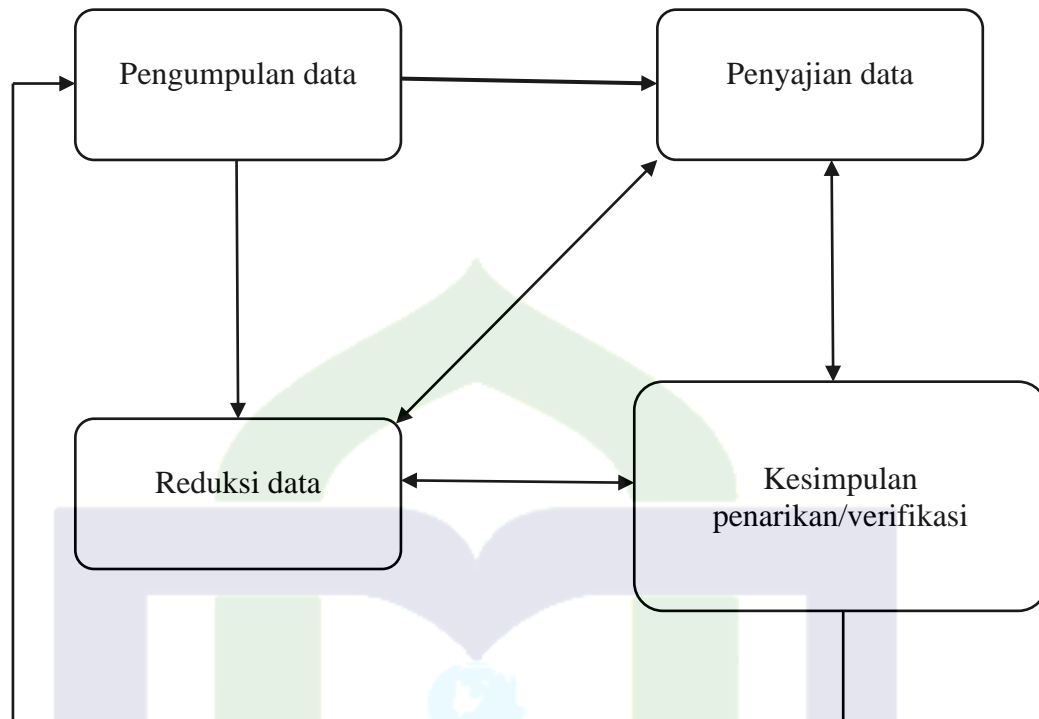 Pengumpulan data
Penyajian data
Reduksi data
Kesimpulan
penarikan/verifikasi